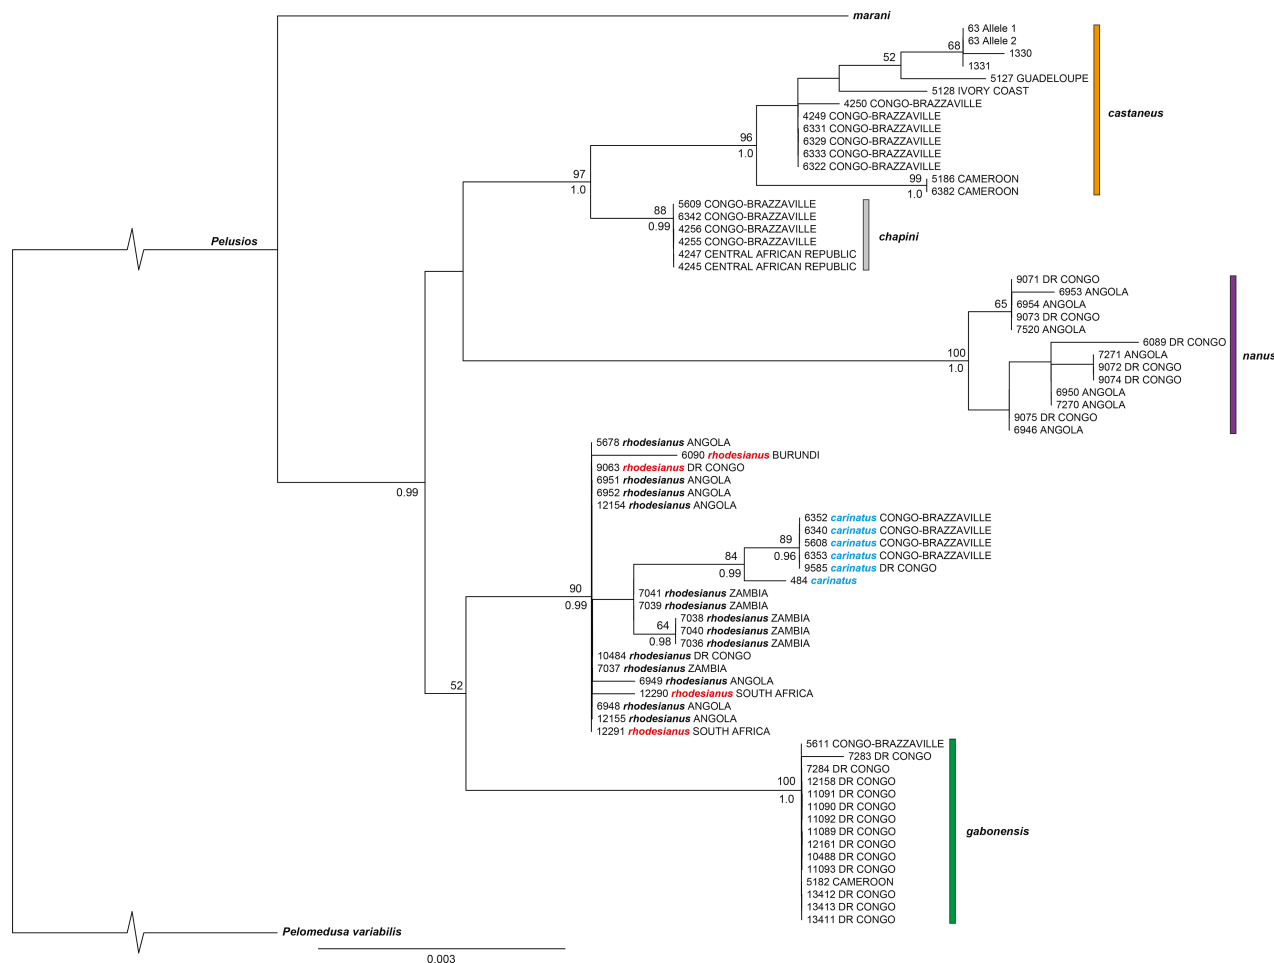 marani
63 Allele 1
63 Allele 2
68
1330
52
1331
5127 GUADELOUPE
5128 IVORY COAST
4250 CONGO-BRAZZAVILLE
castaneus
4249 CONGO-BRAZZAVILLE
6331 CONGO-BRAZZAVILLE
96
6329 CONGO-BRAZZAVILLE
1.0
6333 CONGO-BRAZZAVILLE
6322 CONGO-BRAZZAVILLE
97
99
5186 CAMEROON
1.0
1.0
6382 CAMEROON
88
5609 CONGO-BRAZZAVILLE
6342 CONGO-BRAZZAVILLE
0.99
4256 CONGO-BRAZZAVILLE
chapini
Pelusios
4255 CONGO-BRAZZAVILLE
4247 CENTRAL AFRICAN REPUBLIC
4245 CENTRAL AFRICAN REPUBLIC
9071 DR CONGO
6953 ANGOLA
65
6954 ANGOLA
9073 DR CONGO
7520 ANGOLA
6089 DR CONGO
100
7271 ANGOLA
nanus
1.0
9072 DR CONGO
9074 DR CONGO
6950 ANGOLA
7270 ANGOLA
9075 DR CONGO
6946 ANGOLA
5678 rhodesianus ANGOLA
6090 rhodesianus BURUNDI
9063 rhodesianus DR CONGO
6951 rhodesianus ANGOLA
0.99
6952 rhodesianus ANGOLA
12154 rhodesianus ANGOLA
6352 carinatus CONGO-BRAZZAVILLE
6340 carinatus CONGO-BRAZZAVILLE
89
5608 carinatus CONGO-BRAZZAVILLE
84
0.96
6353 carinatus CONGO-BRAZZAVILLE
0.99
9585 carinatus DR CONGO
484 carinatus
90
7041 rhodesianus ZAMBIA
0.99
7039 rhodesianus ZAMBIA
7038 rhodesianus ZAMBIA
64
7040 rhodesianus ZAMBIA
0.98
7036 rhodesianus ZAMBIA
10484 rhodesianus DR CONGO
7037 rhodesianus ZAMBIA
52
6949 rhodesianus ANGOLA
12290 rhodesianus SOUTH AFRICA
6948 rhodesianus ANGOLA
12155 rhodesianus ANGOLA
12291 rhodesianus SOUTH AFRICA
5611 CONGO-BRAZZAVILLE
7283 DR CONGO
7284 DR CONGO
100
12158 DR CONGO
1.0
11091 DR CONGO
11090 DR CONGO
11092 DR CONGO
11089 DR CONGO
gabonensis
12161 DR CONGO
10488 DR CONGO
11093 DR CONGO
5182 CAMEROON
13412 DR CONGO
13413 DR CONGO
13411 DR CONGO
Pelomedusa variabilis
0.003